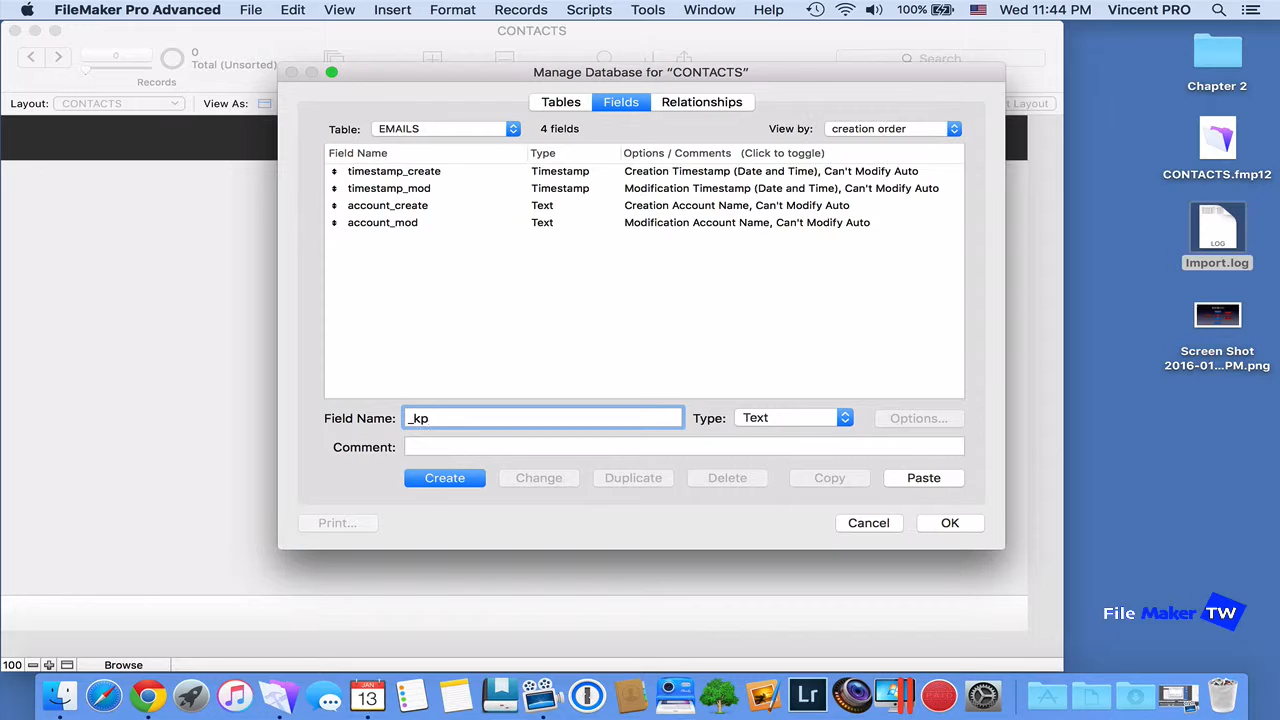 FileMaker Pro Advanced File Edit View Insert Format Records Scripts Tools Window Help 100% Wed 11:44 PM Vincent PRO
CONTACTS
0
0
Total (Unsorted)
Records
Search
Layout: CONTACTS View As: Layout
Manage Database for “CONTACTS”
Tables Fields Relationships
Table: EMAILS 4 fields View by: creation order
Field Name Type Options / Comments (Click to toggle)
timestamp_create Timestamp Creation Timestamp (Date and Time), Can't Modify Auto
timestamp_mod Timestamp Modification Timestamp (Date and Time), Can't Modify Auto
account_create Text Creation Account Name, Can't Modify Auto
account_mod Text Modification Account Name, Can't Modify Auto
Field Name: _kp Type: Text Options...
Comment:
Create Change Duplicate Delete Copy Paste
Print... Cancel OK
Chapter 2
CONTACTS.fmp12
LOG
Import.log
Screen Shot
2016-01...PM.png
File Maker TW
100 Browse
JAN
13
Lr